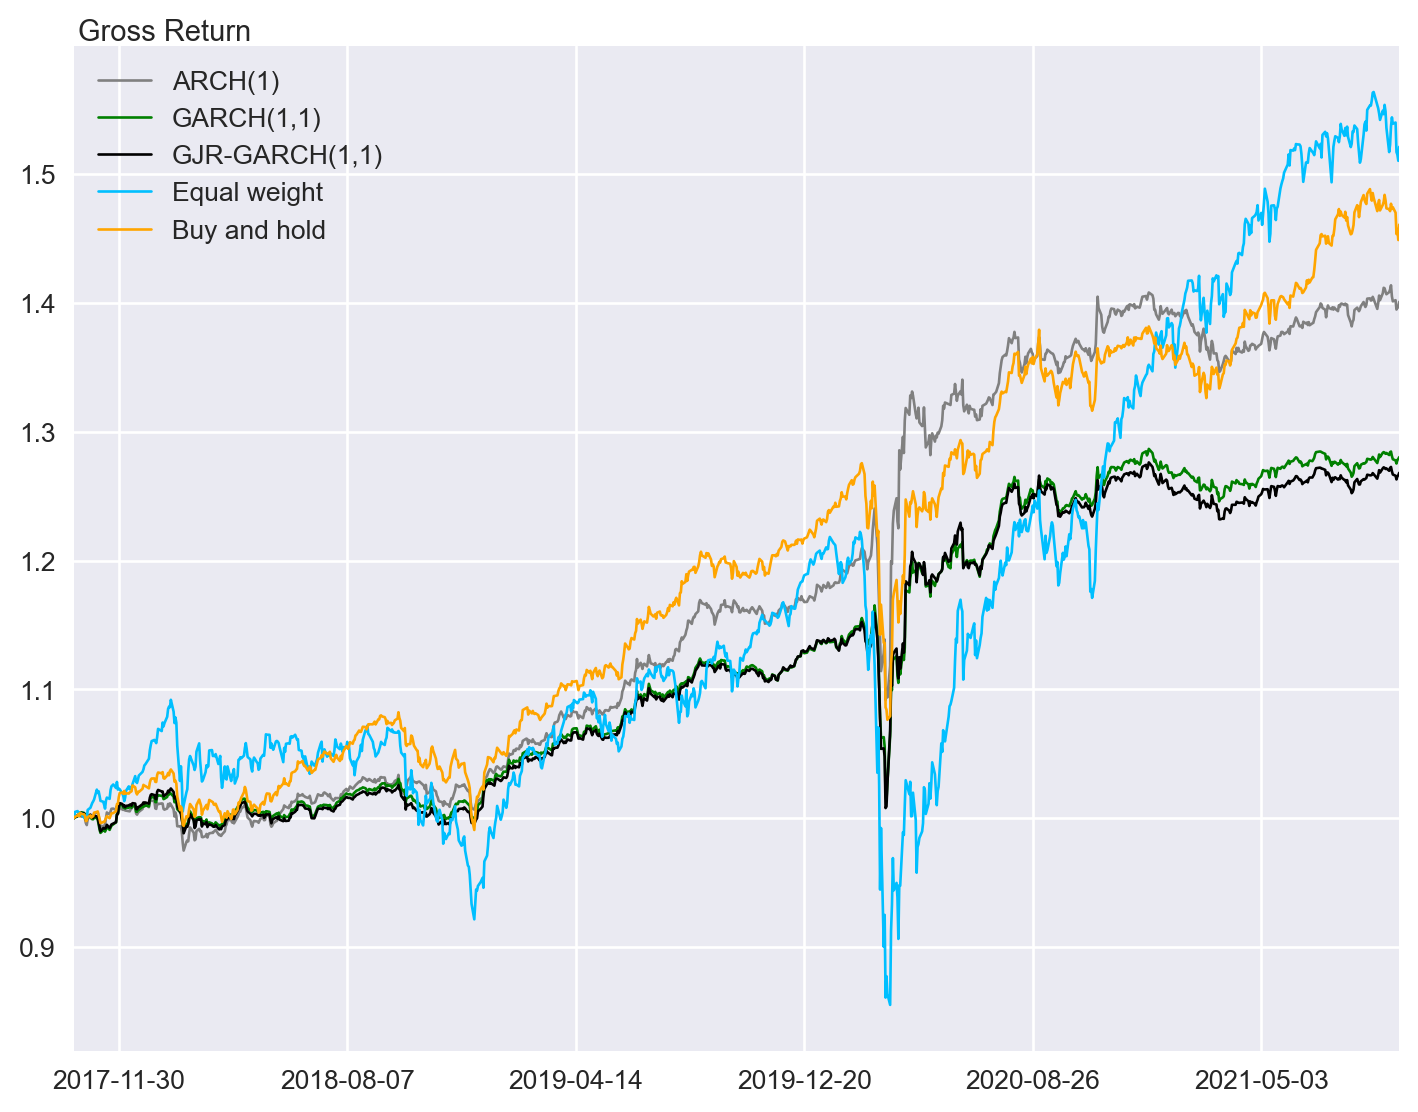 Gross Return
ARCH(1)
GARCH(1,1)
GJR-GARCH(1,1)
Equal weight
Buy and hold
1.5
1.4
1.3
1.2
1.1
1.0
0.9
2017-11-30 2018-08-07 2019-04-14 2019-12-20 2020-08-26 2021-05-03